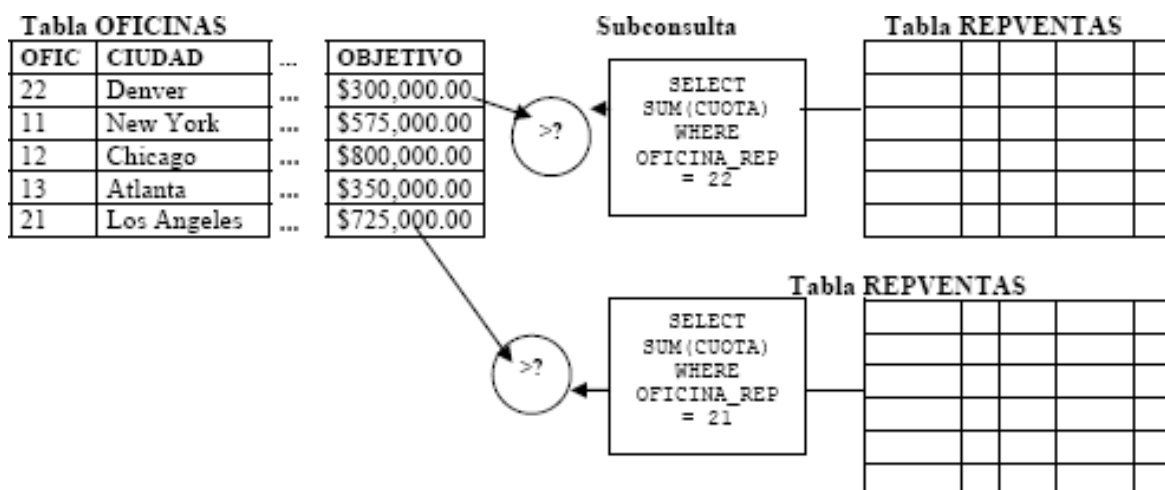 Tabla OFICINAS
OFIC CIUDAD ... OBJETIVO
22 Denver ... $300,000.00
11 New York ... $575,000.00
12 Chicago ... $800,000.00
13 Atlanta ... $350,000.00
21 Los Angeles ... $725,000.00
>?
Subconsulta
SELECT
SUM(CUOTA)
WHERE
OFICINA_REP
= 22
Tabla REPVENTAS
>?
SELECT
SUM(CUOTA)
WHERE
OFICINA_REP
= 21
Tabla REPVENTAS